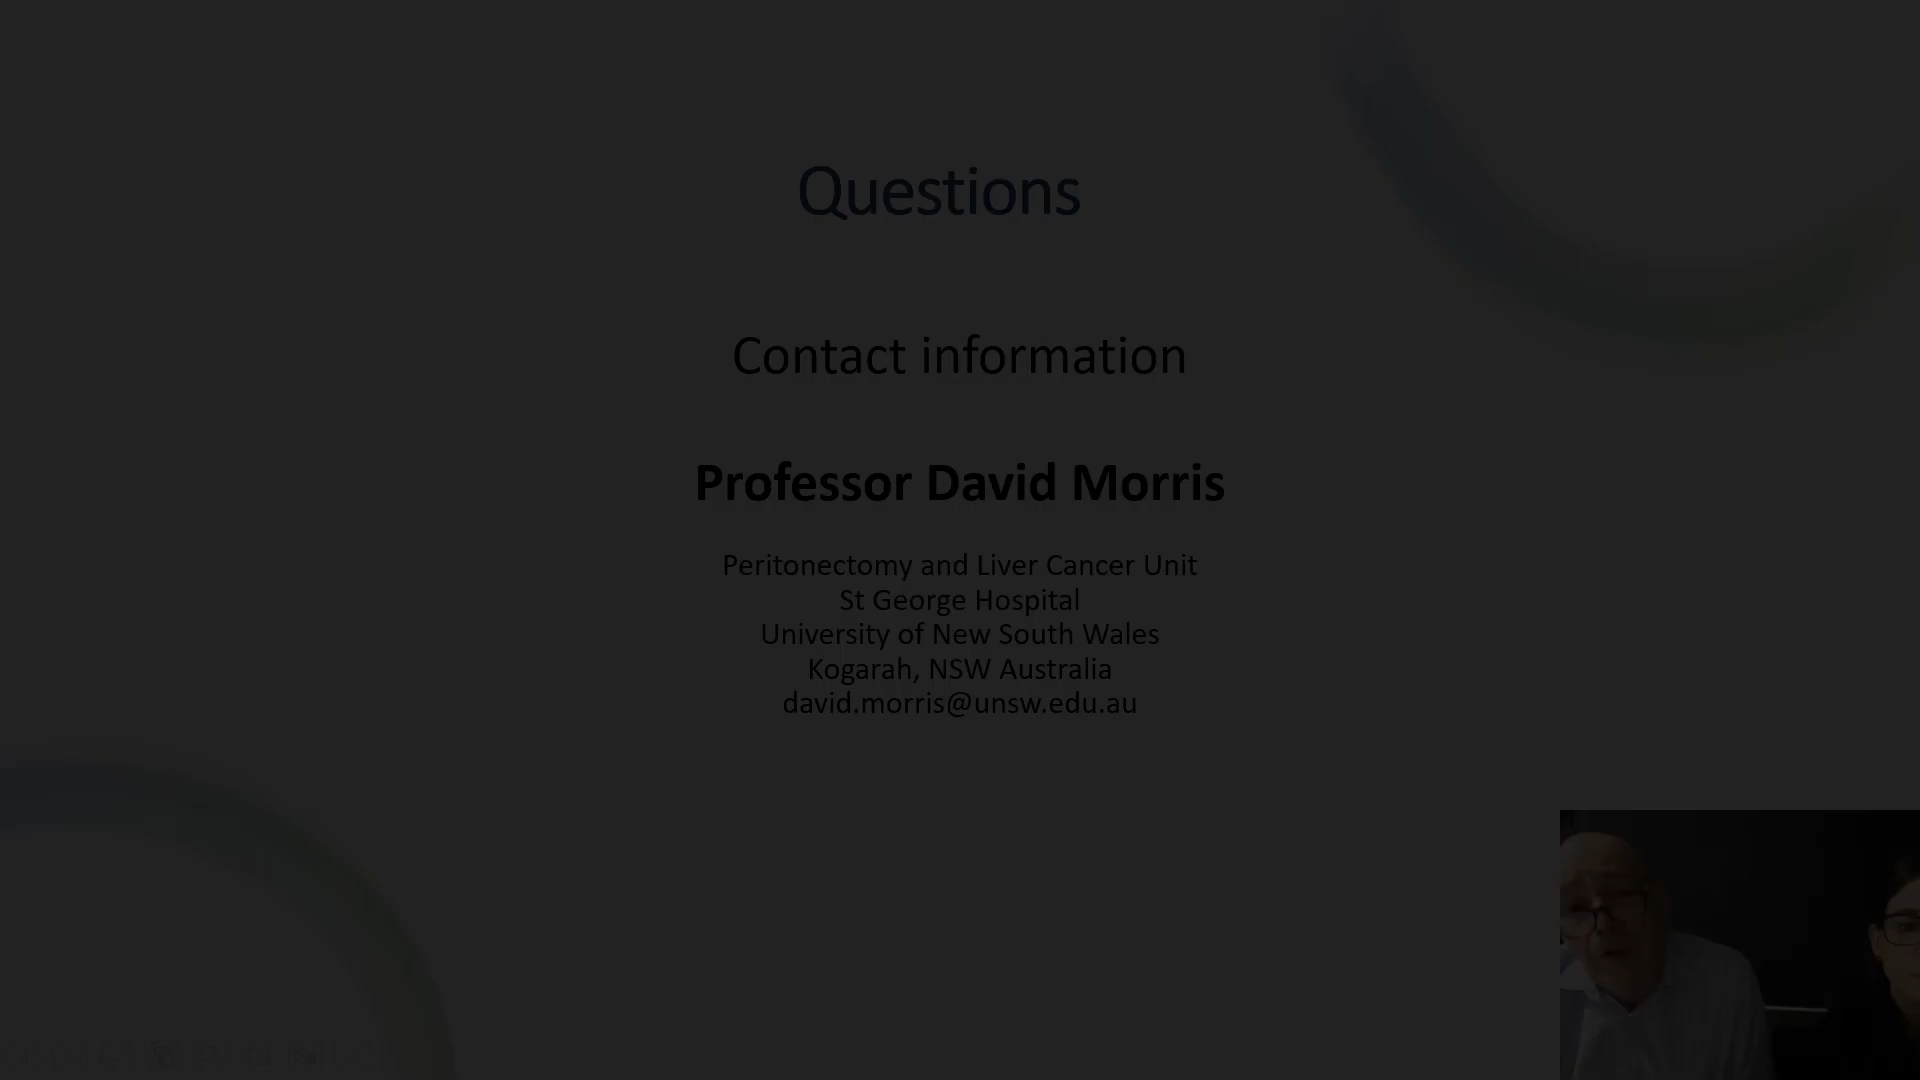 Questions
Contact information
Professor David Morris
Peritonectomy and Liver Cancer Unit
St George Hospital
University of New South Wales
Kogarah, NSW Australia
david.morris@unsw.edu.au